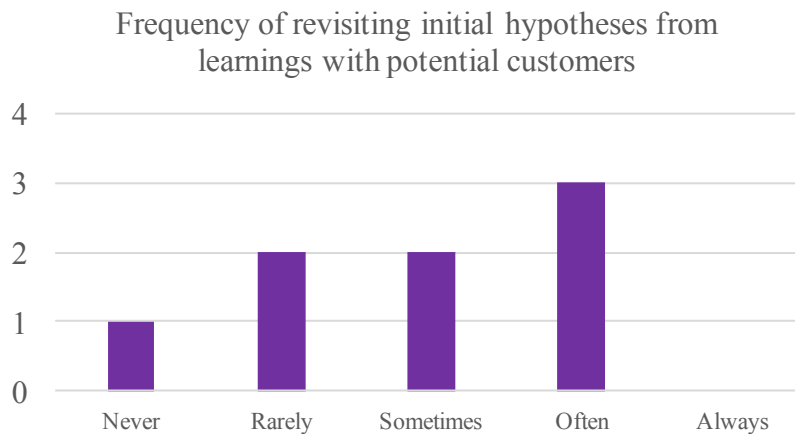 Frequency of revisiting initial hypotheses from
learnings with potential customers
4
3
2
1
0
Never Rarely Sometimes Often Always